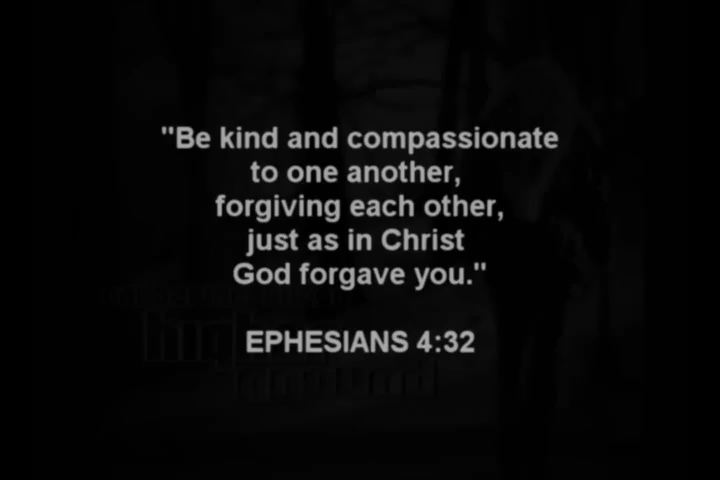 "Be kind and compassionate
to one another,
forgiving each other,
just as in Christ
God forgave you."
EPHESIANS 4:32